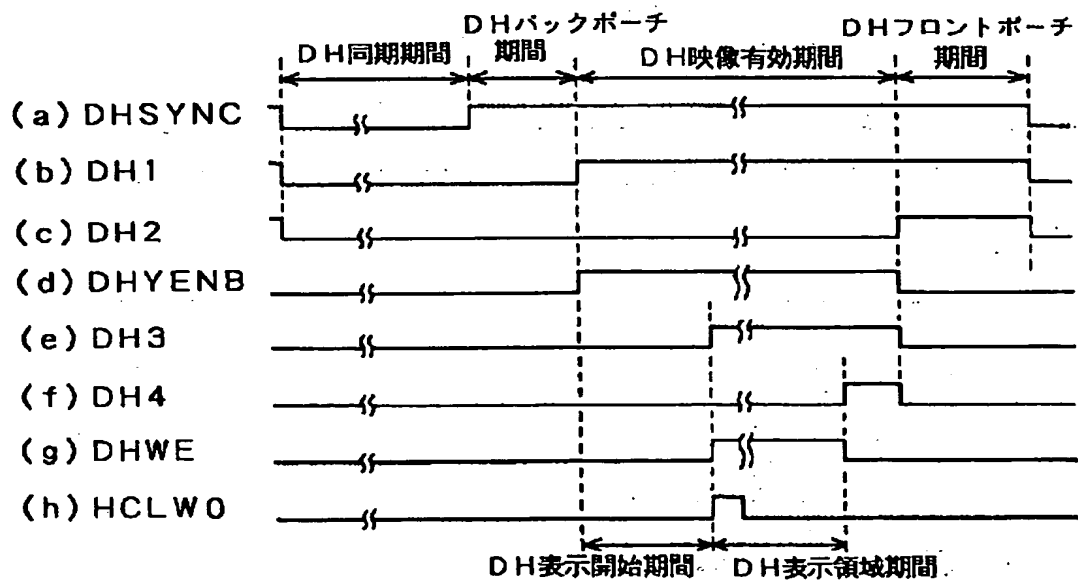 DHバックポーチ
期間
DHフロントポーチ
期間
DH同期期間
DH映像有効期間
(a) DHSYNC
(b) DH1
(c) DH2
(d) DHYENB
(e) DH3
(f) DH4
(g) DHWE
(h) HCLW0
DH表示開始期間
DH表示領域期間